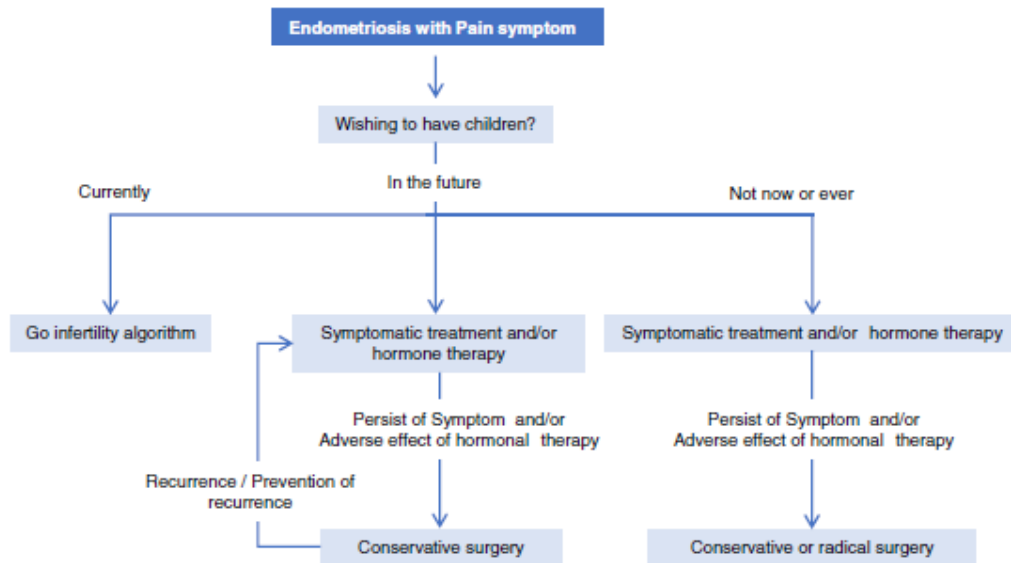 Endometriosis with Pain symptom
Wishing to have children?
Currently
In the future
Not now or ever
Go infertility algorithm
Symptomatic treatment and/or
hormone therapy
Symptomatic treatment and/or hormone therapy
Persist of Symptom and/or
Adverse effect of hormonal therapy
Persist of Symptom and/or
Adverse effect of hormonal therapy
Recurrence / Prevention of
recurrence
Conservative surgery
Conservative or radical surgery